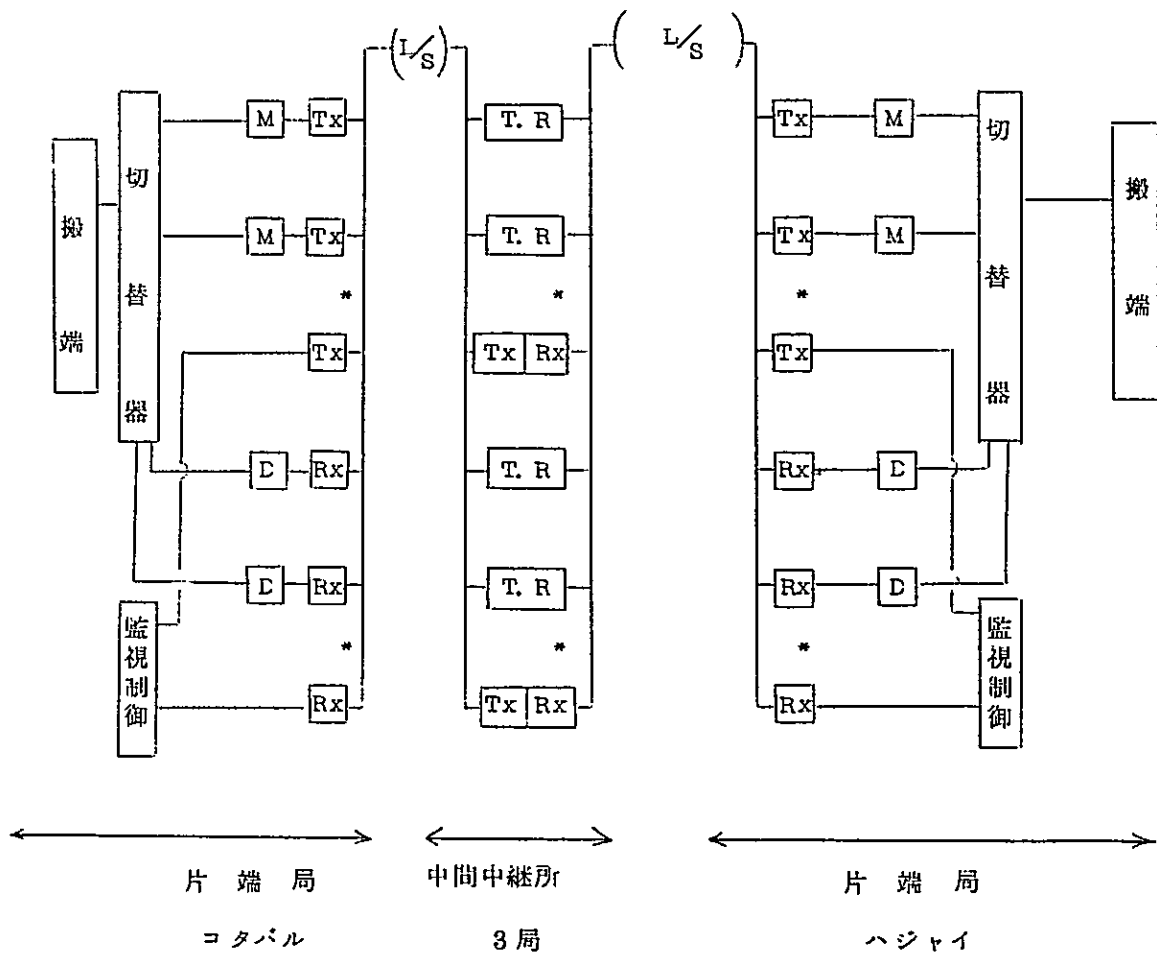 (L/S) (L/S)
M Tx T. R Tx M
搬端 切替器 切替器 搬端
M Tx T. R Tx M
* * *
Tx Tx Rx Tx
D Rx T. R Rx D
D Rx T. R Rx D
監視制御 監視制御
* * *
Rx Tx Rx Rx
片端局 中間中継所 片端局
コタバル 3局 ハジャイ